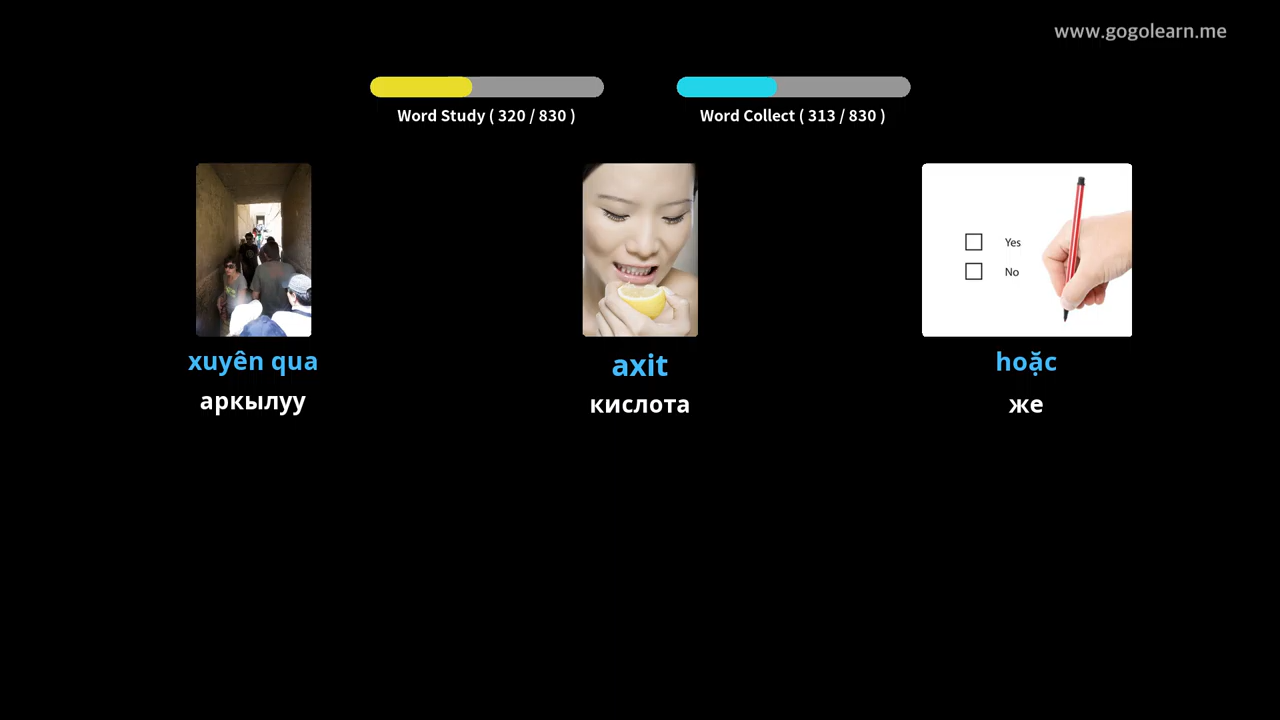 www.gogolearn.me
Word Study ( 320 / 830 )
Word Collect ( 313 / 830 )
Yes
No
xuyên qua
axit
hoặc
аркылуу
кислота
же